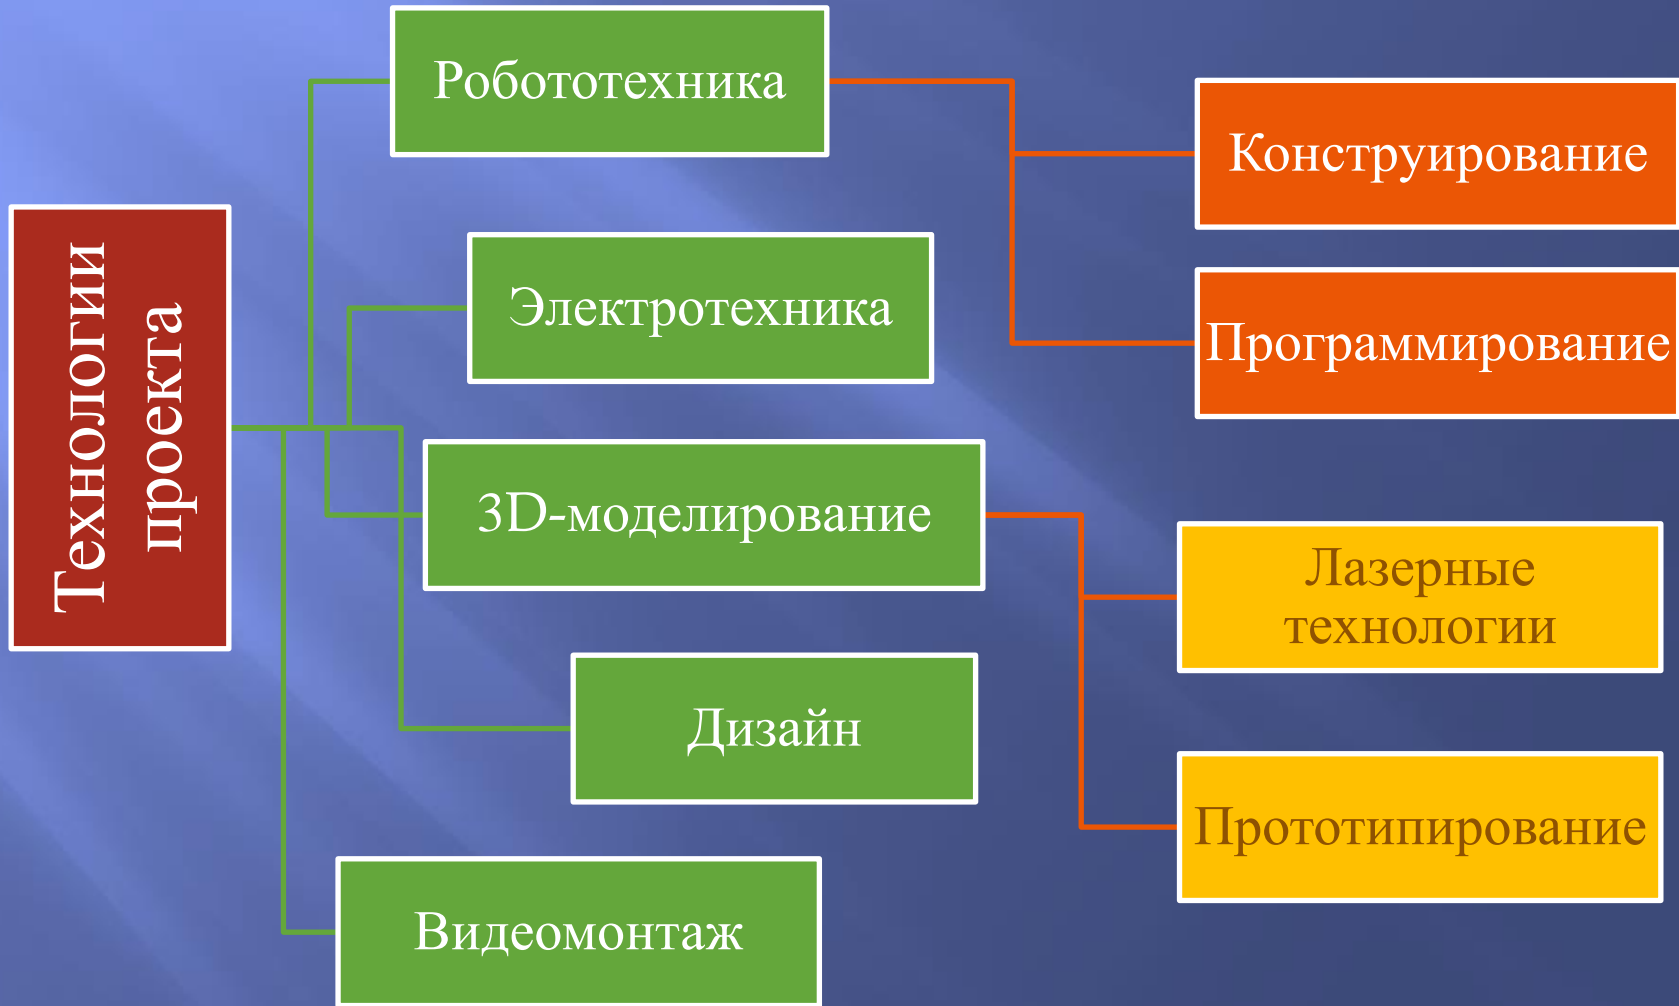 Технологии
проекта
Робототехника
Конструирование
Программирование
Электротехника
3D-моделирование
Лазерные
технологии
Прототипирование
Дизайн
Видеомонтаж